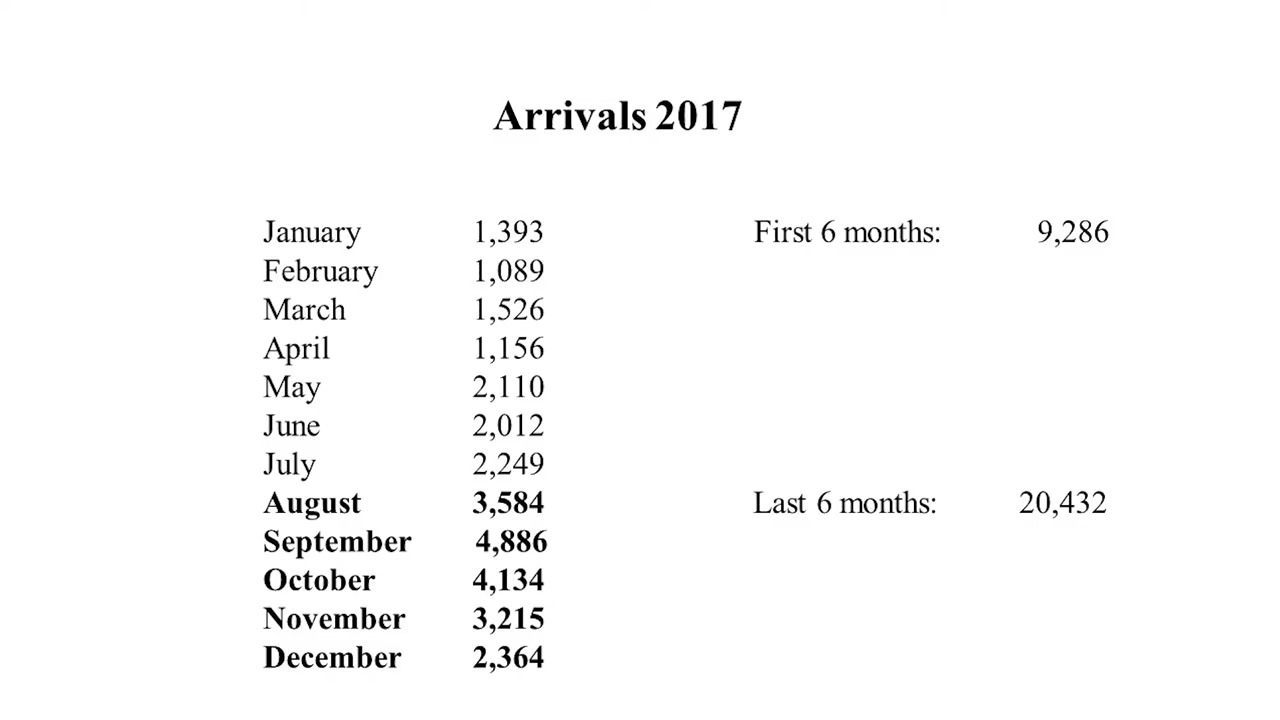 Arrivals 2017
January 1,393 First 6 months: 9,286
February 1,089
March 1,526
April 1,156
May 2,110
June 2,012
July 2,249
August 3,584 Last 6 months: 20,432
September 4,886
October 4,134
November 3,215
December 2,364